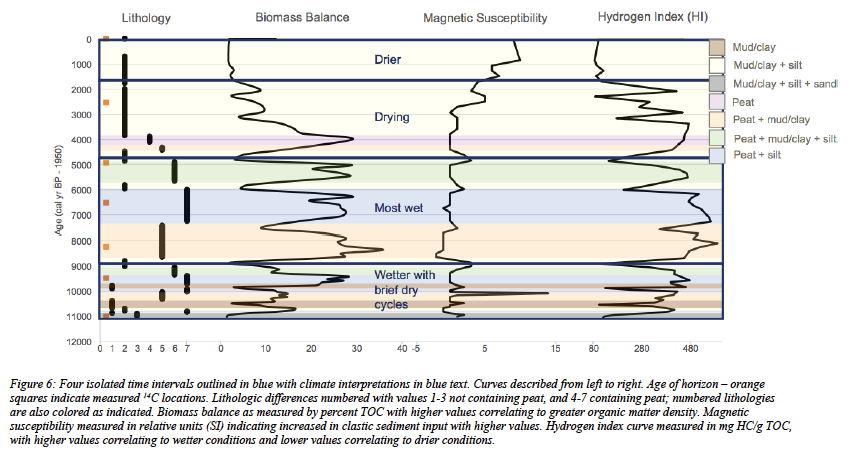 Lithology Biomass Balance Magnetic Susceptibility Hydrogen Index (HI)
0
1000
2000
3000
4000
5000
6000
7000
8000
9000
10000
11000
12000
Age (cal yr BP - 1950)
Drier
Drying
Most wet
Wetter with
brief dry
cycles
0 1 2 3 4 5 6 7 0 10 20 30 40 -5 5 15 80 280 480
Mud/clay
Mud/clay + silt
Mud/clay + silt + sand
Peat
Peat + mud/clay
Peat + mud/clay + silt
Peat + silt
Figure 6: Four isolated time intervals outlined in blue with climate interpretations in blue text. Curves described from left to right. Age of horizon – orange
squares indicate measured ¹⁴C locations. Lithologic differences numbered with values 1-3 not containing peat, and 4-7 containing peat; numbered lithologies
are also colored as indicated. Biomass balance as measured by percent TOC with higher values correlating to greater organic matter density. Magnetic
susceptibility measured in relative units (SI) indicating increased in clastic sediment input with higher values. Hydrogen index curve measured in mg HC/g TOC,
with higher values correlating to wetter conditions and lower values correlating to drier conditions.